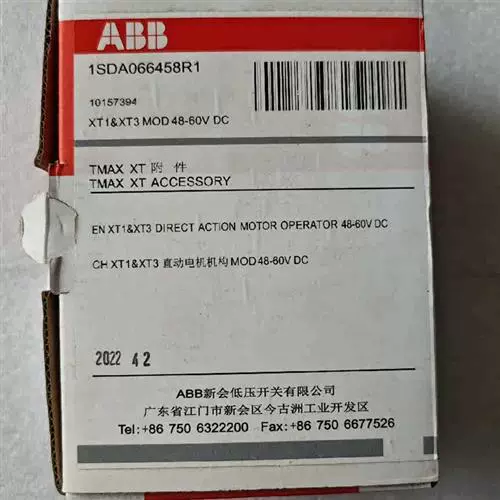 ABB
1SDA066458R1
10157394
XT1&XT3 MOD 48-60V DC
TMAX XT 附 件
TMAX XT ACCESSORY
EN XT1&XT3 DIRECT ACTION MOTOR OPERATOR 48-60V DC
CH XT1&XT3 直动电机机构 MOD 48-60V DC
2022 42
ABB新会低压开关有限公司
广东省江门市新会区今古洲工业开发区
Tel:+86 750 6322200 Fax:+86 750 6677526